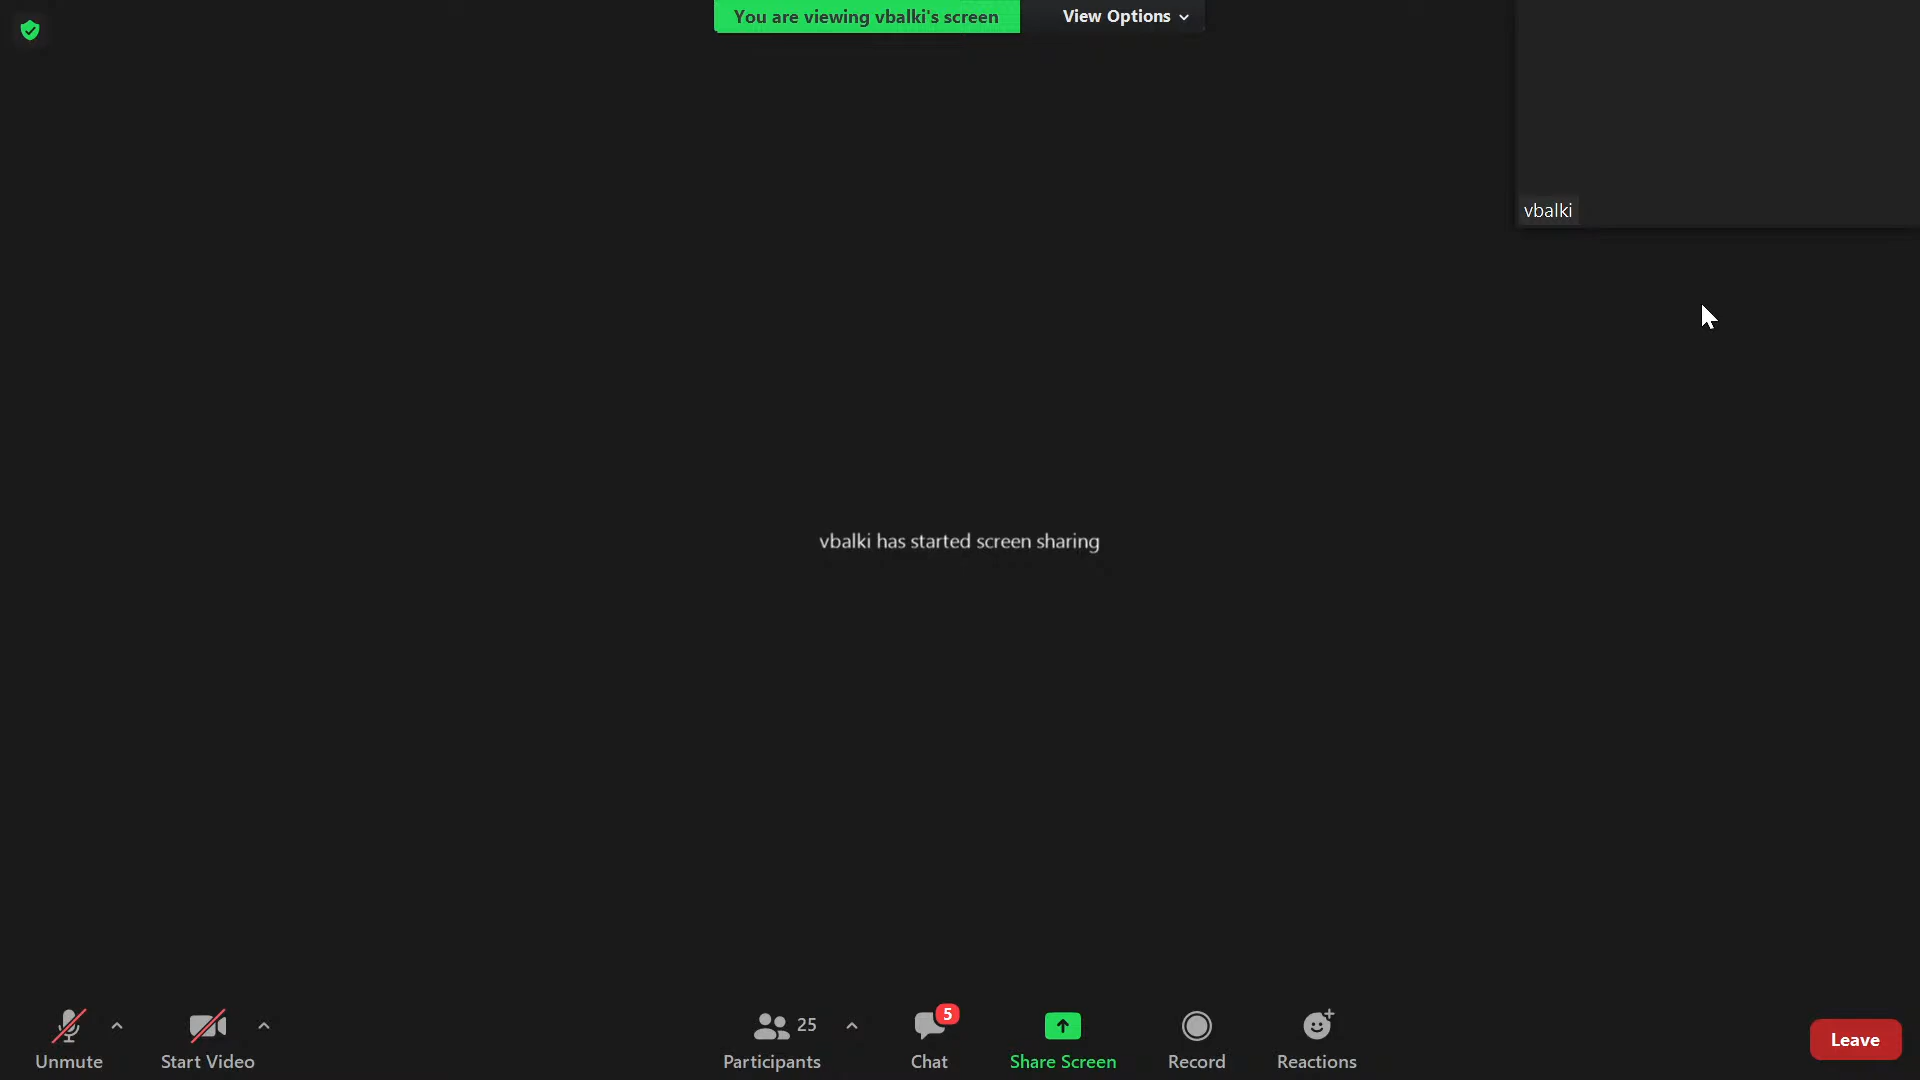 You are viewing vbalki's screen
View Options
vbalki
vbalki has started screen sharing
25
5
Unmute
Start Video
Participants
Chat
Share Screen
Record
Reactions
Leave